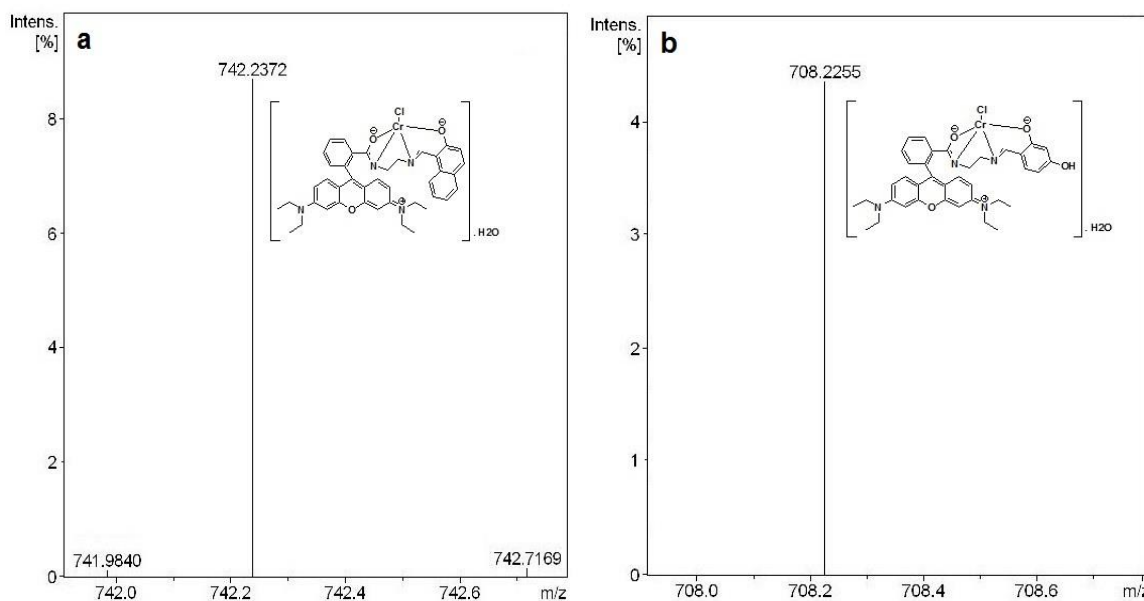 Intens.
[%]
a
742.2372
8
6
4
2
0
741.9840
742.7169
742.0
742.2
742.4
742.6
m/z
Cl
Cr
⊖
O
⊖
O
N
N
N
O
N
⊕
. H2O
Intens.
[%]
b
708.2255
4
3
2
1
0
708.0
708.2
708.4
708.6
m/z
Cl
Cr
⊖
O
⊖
O
N
N
OH
N
O
N
⊕
. H2O